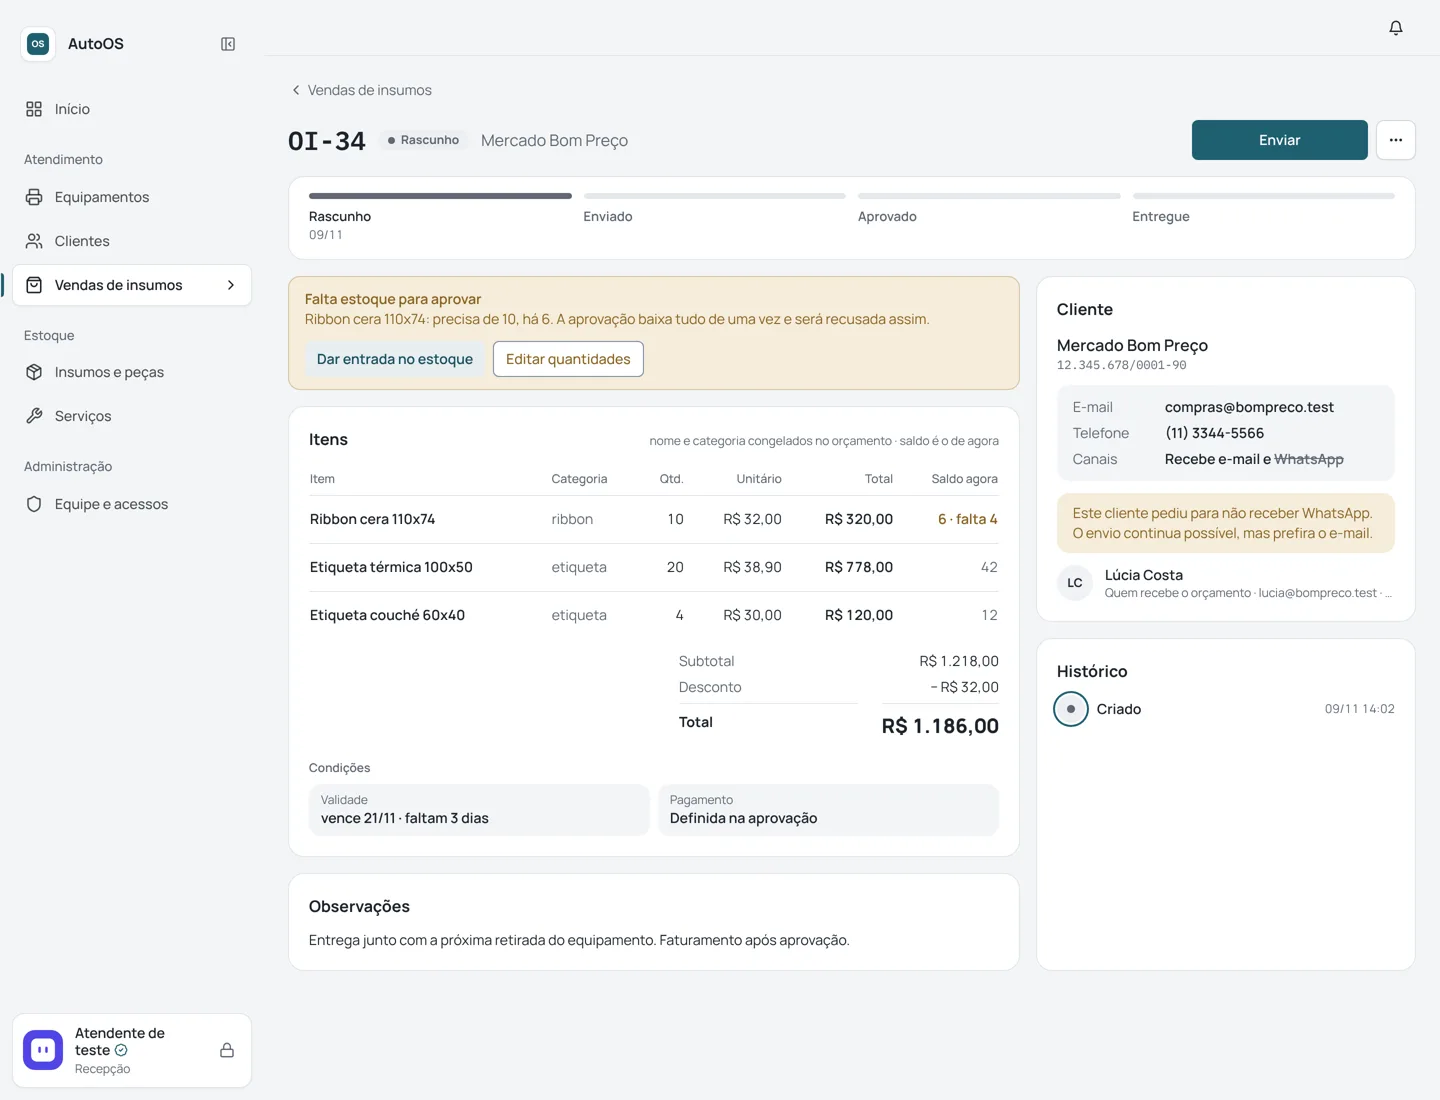 OS
AutoOS
Início
Atendimento
Equipamentos
Clientes
Vendas de insumos
Estoque
Insumos e peças
Serviços
Administração
Equipe e acessos
Atendente de
teste
Recepção
Vendas de insumos
OI-34
Rascunho
Mercado Bom Preço
Enviar
Rascunho
09/11
Enviado
Aprovado
Entregue
Falta estoque para aprovar
Ribbon cera 110x74: precisa de 10, há 6. A aprovação baixa tudo de uma vez e será recusada assim.
Dar entrada no estoque
Editar quantidades
Itens
nome e categoria congelados no orçamento · saldo é o de agora
Item Categoria Qtd. Unitário Total Saldo agora
Ribbon cera 110x74 ribbon 10 R$ 32,00 R$ 320,00 6 · falta 4
Etiqueta térmica 100x50 etiqueta 20 R$ 38,90 R$ 778,00 42
Etiqueta couché 60x40 etiqueta 4 R$ 30,00 R$ 120,00 12
Subtotal R$ 1.218,00
Desconto − R$ 32,00
Total R$ 1.186,00
Condições
Validade
vence 21/11 · faltam 3 dias
Pagamento
Definida na aprovação
Observações
Entrega junto com a próxima retirada do equipamento. Faturamento após aprovação.
Cliente
Mercado Bom Preço
12.345.678/0001-90
E-mail compras@bompreco.test
Telefone (11) 3344-5566
Canais Recebe e-mail e WhatsApp
Este cliente pediu para não receber WhatsApp.
O envio continua possível, mas prefira o e-mail.
LC
Lúcia Costa
Quem recebe o orçamento · lucia@bompreco.test · …
Histórico
Criado 09/11 14:02